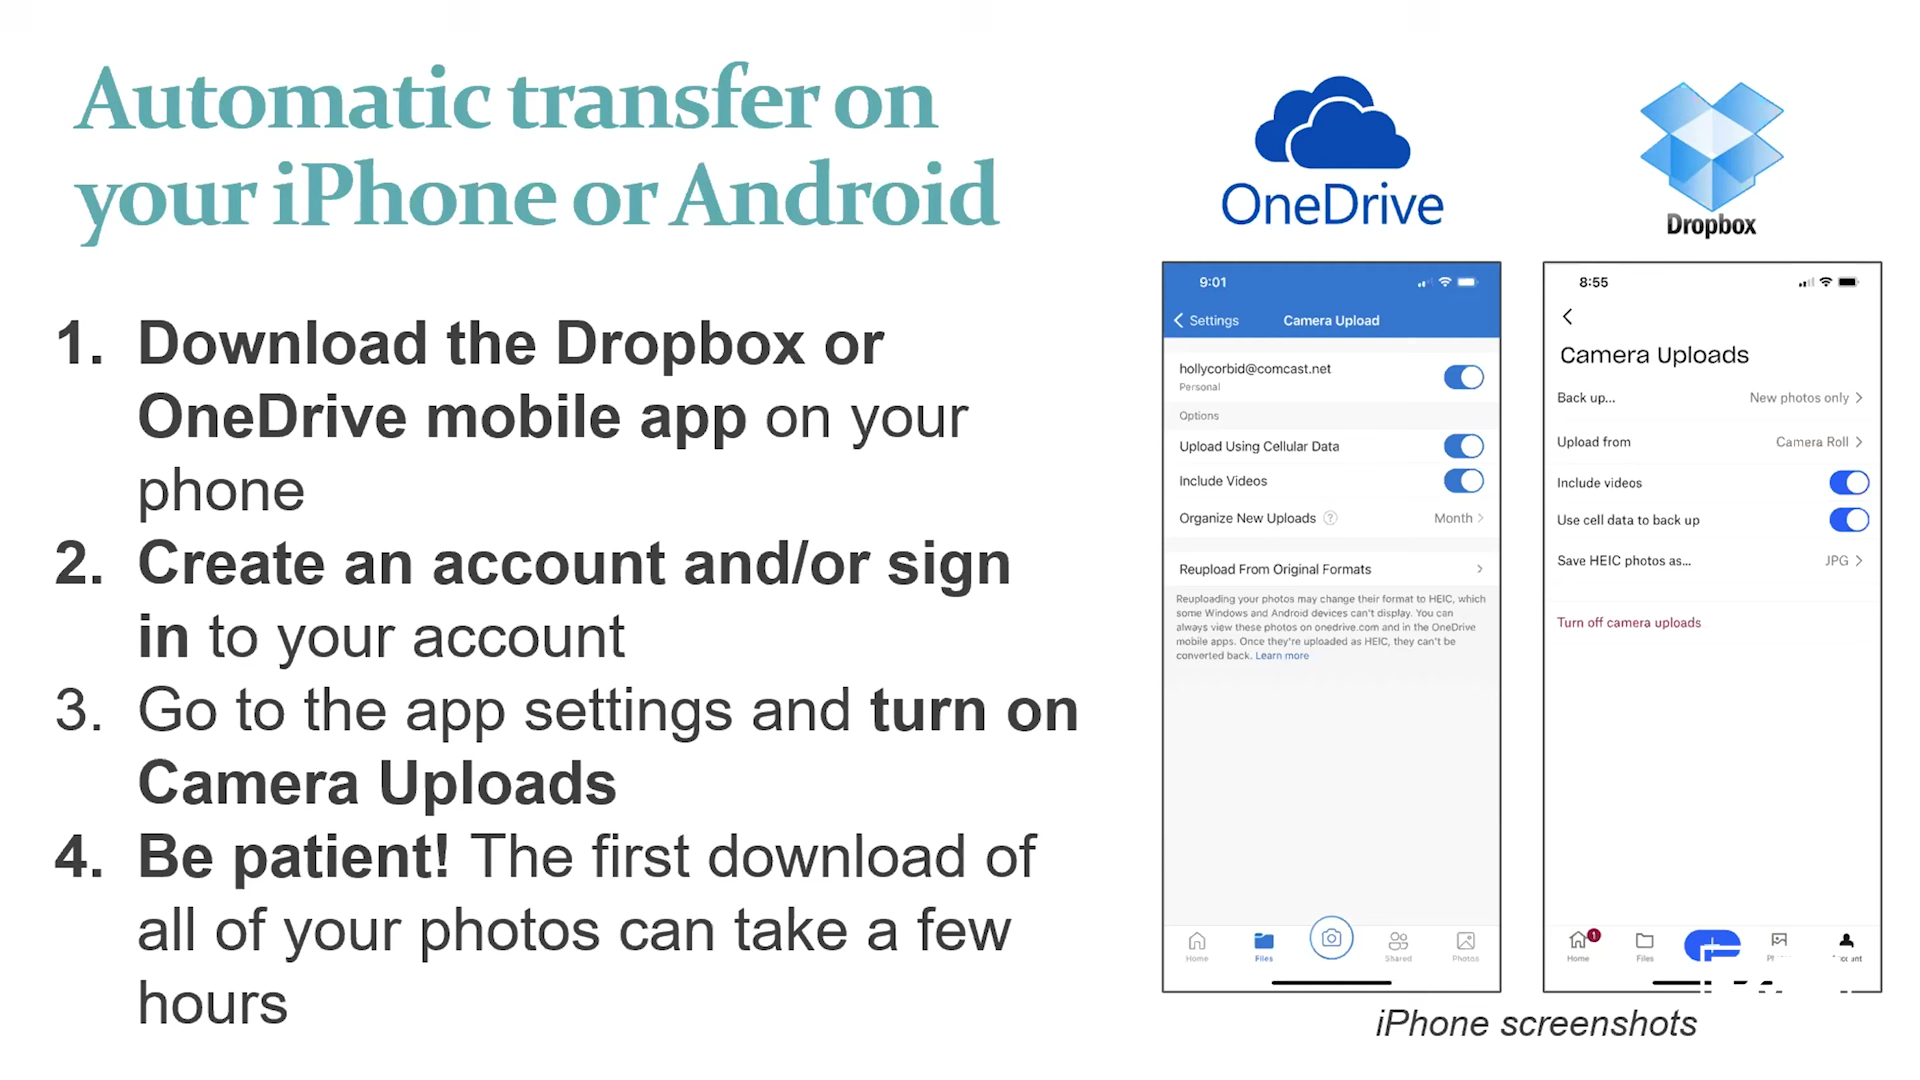 Automatic transfer on
your iPhone or Android
1. Download the Dropbox or
OneDrive mobile app on your
phone
2. Create an account and/or sign
in to your account
3. Go to the app settings and turn on
Camera Uploads
4. Be patient! The first download of
all of your photos can take a few
hours
OneDrive
9:01
Settings
Camera Upload
hollycorbid@comcast.net
Personal
Options
Upload Using Cellular Data
Include Videos
Organize New Uploads ? Month
Reupload From Original Formats
Reuploading your photos may change their format to HEIC, which
some Windows and Android devices can't display. You can
always view these photos on onedrive.com and in the OneDrive
mobile apps. Once they're uploaded as HEIC, they can't be
converted back. Learn more
Home
Files
Shared
Photos
Dropbox
8:55
Camera Uploads
Back up... New photos only
Upload from Camera Roll
Include videos
Use cell data to back up
Save HEIC photos as... JPG
Turn off camera uploads
1
Home
Files
iPhone screenshots